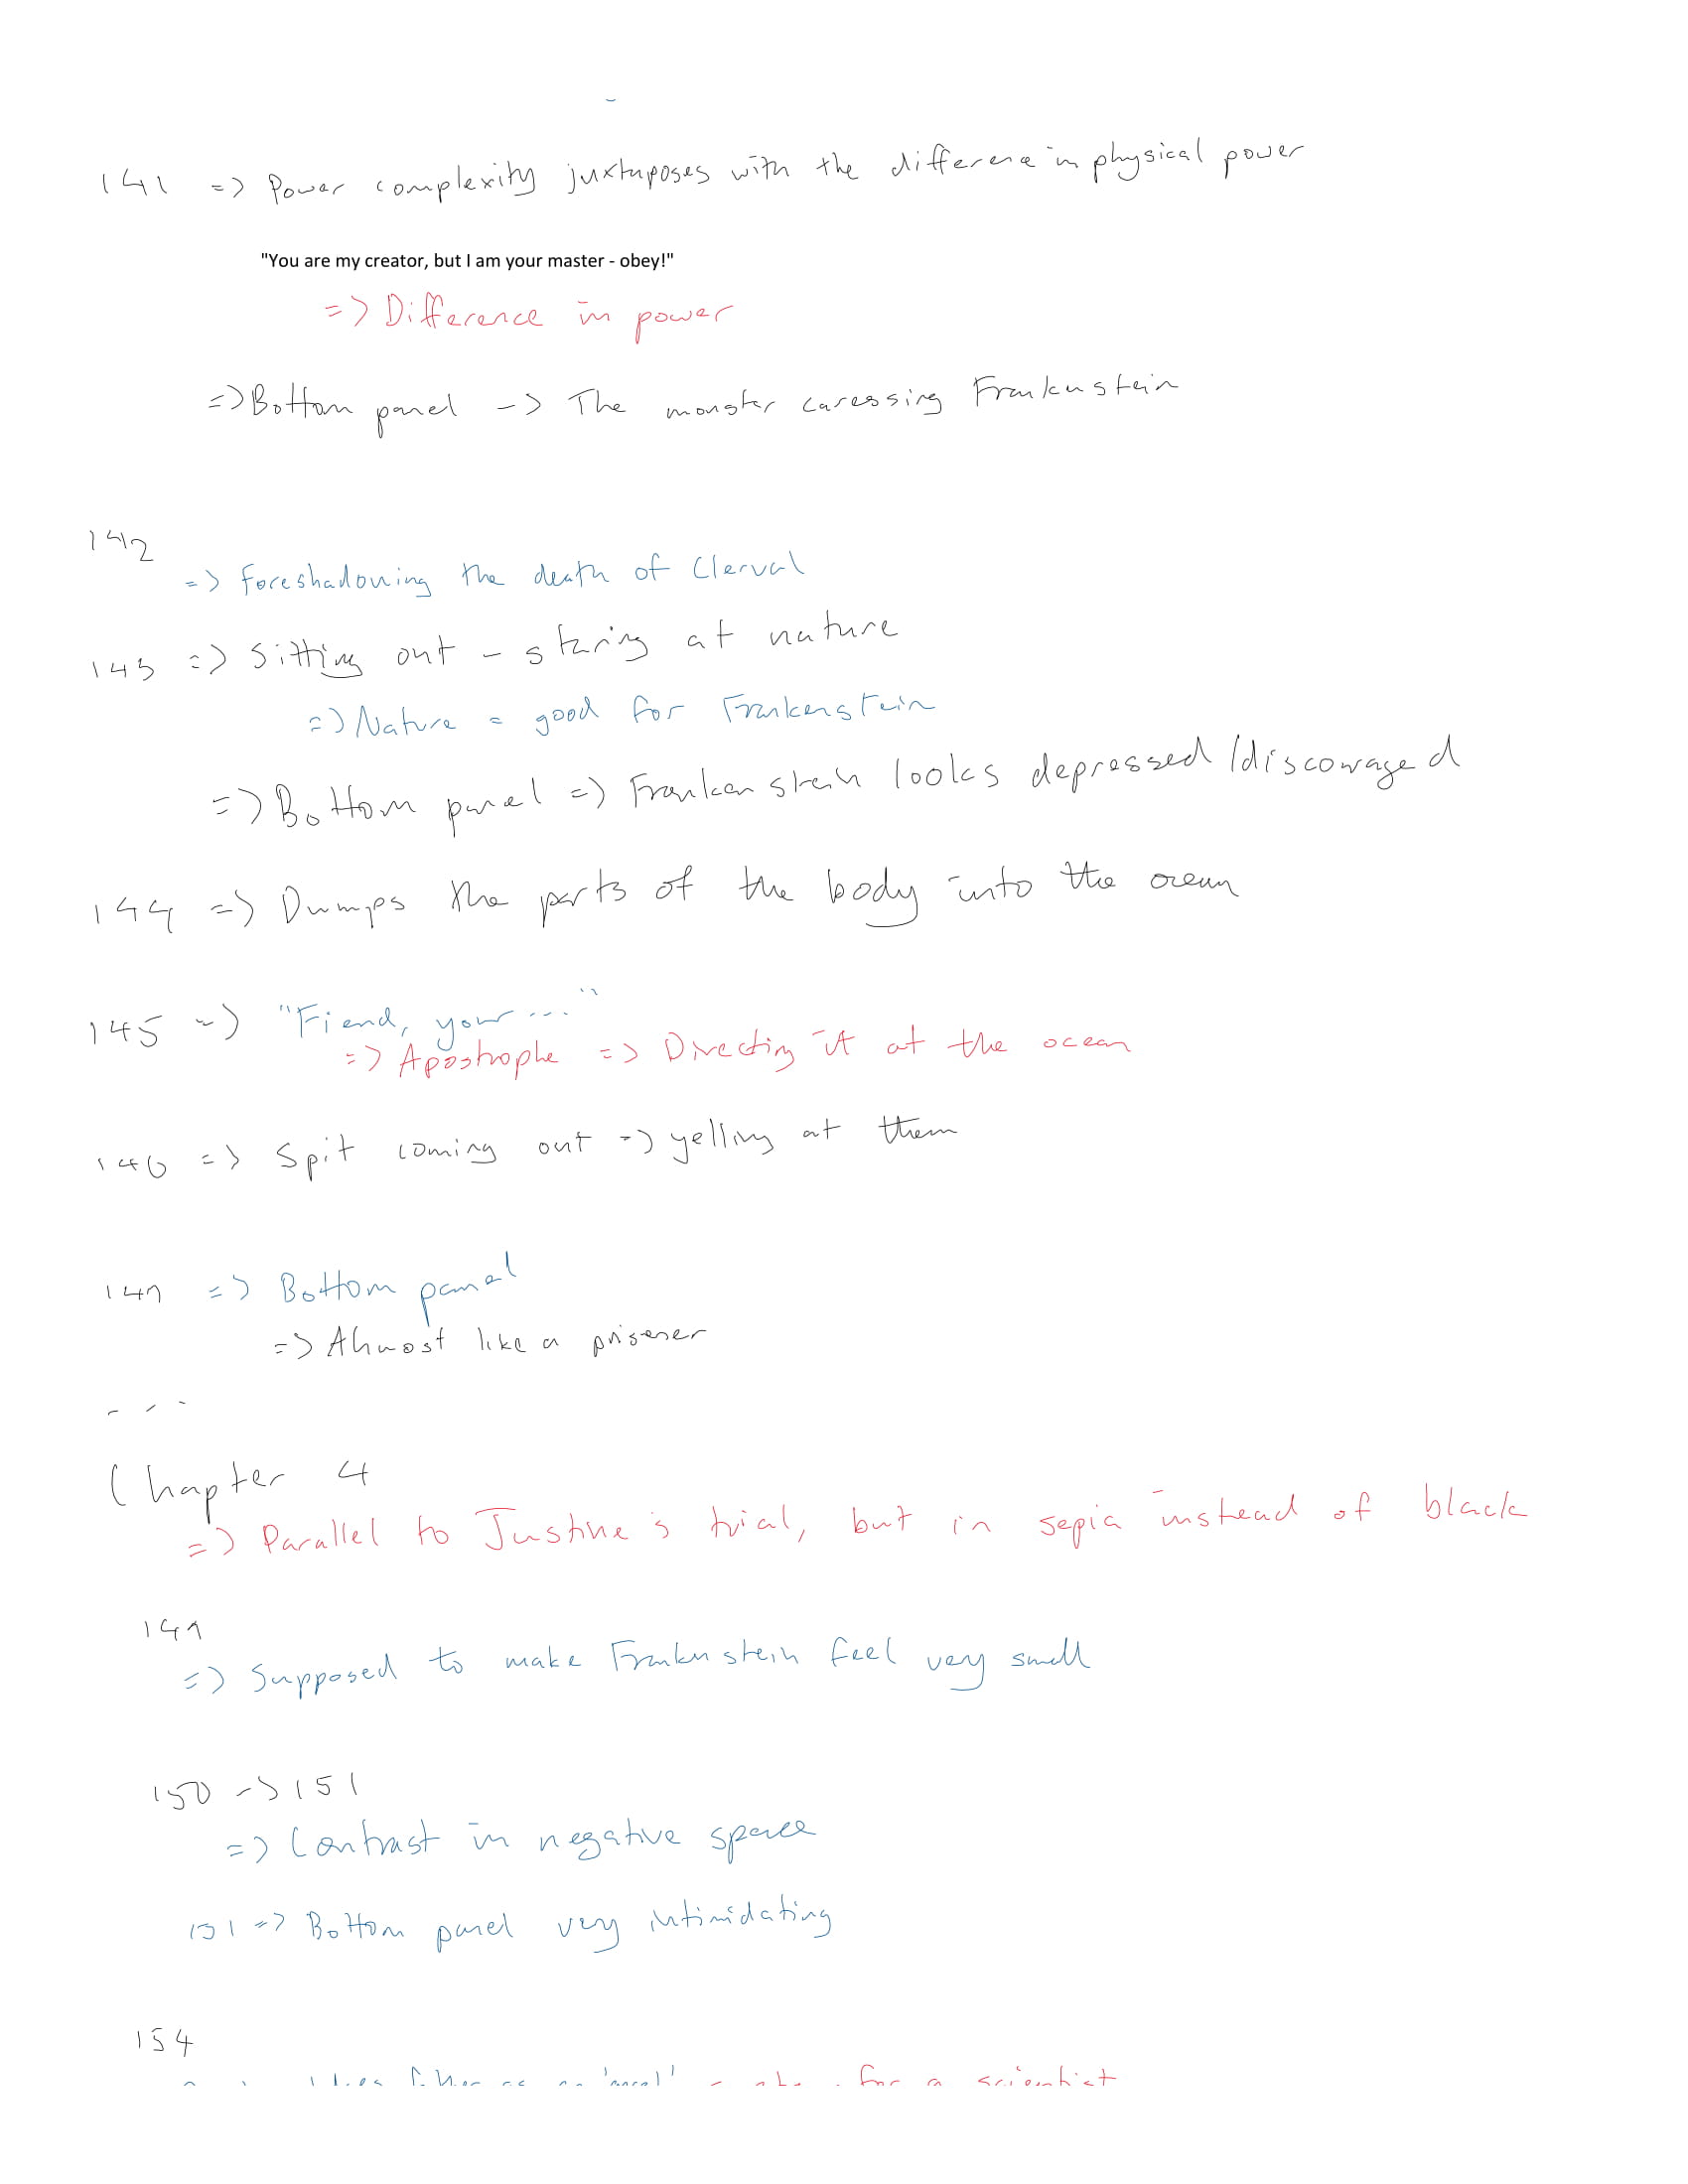 141 => Power complexity juxtaposes with the difference in physical power
"You are my creator, but I am your master - obey!"
=> Difference in power
=> Bottom panel -> The monster caressing Frankenstein
142
=> Foreshadowing the death of Clerval
143 => Sitting out - staring at nature
=> Nature = good for Frankenstein
=> Bottom panel => Frankenstein looks depressed/discouraged
144 => Dumps the parts of the body into the ocean
145 => "Fiend, your ..."
=> Apostrophe => Directing it at the ocean
146 => Spit coming out => yelling at them
147 => Bottom panel
=> Almost like a prisoner
- - -
Chapter 4
=> Parallel to Justine's trial, but in sepia instead of black
149
=> Supposed to make Frankenstein feel very small
150 -> 151
=> Contrast in negative space
151 => Bottom panel very intimidating
154
for a scientist